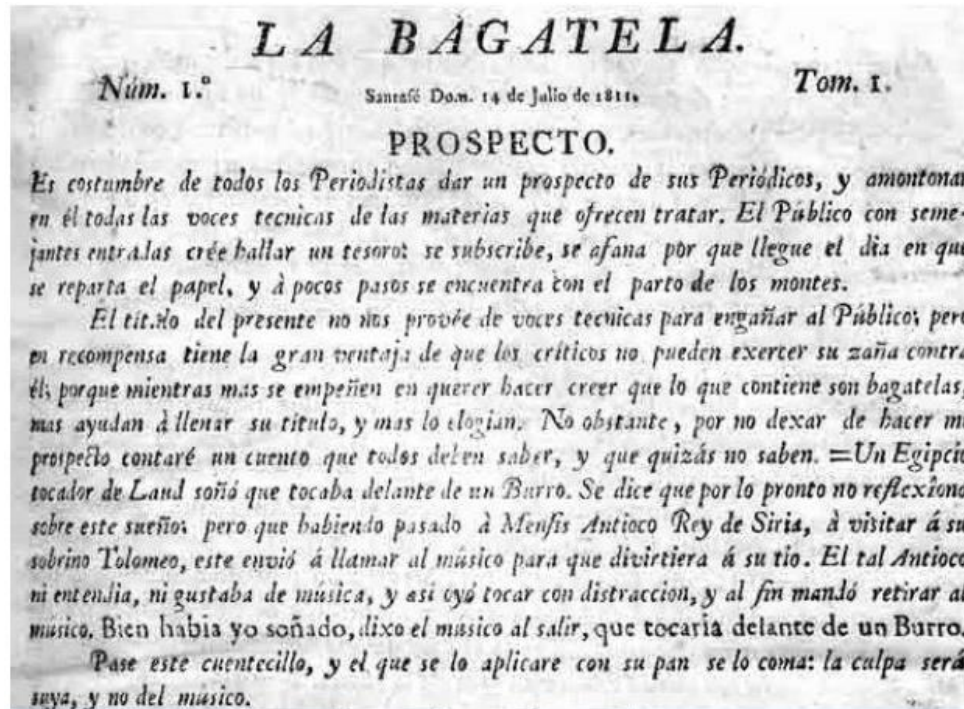 LA BAGATELA.
Núm. 1.º
Santafé Dom. 14 de Julio de 1811.
Tom. 1.
PROSPECTO.
Es costumbre de todos los Periodistas dar un prospecto de sus Periódicos, y amontonar
en él todas las voces tecnicas de las materias que ofrecen tratar. El Público con seme-
jantes entradas crée hallar un tesoro: se subscribe, se afana por que llegue el dia en que
se reparta el papel, y à pocos pasos se encuentra con el parto de los montes.
El titulo del presente no nos provée de voces tecnicas para engañar al Público; pero
en recompensa tiene la gran ventaja de que los críticos no pueden exercer su zaña contra
él; porque mientras mas se empeñen en querer hacer creer que lo que contiene son bagatelas,
mas ayudan à llenar su titulo, y mas lo elogian. No obstante, por no dexar de hacer mi
prospecto contaré un cuento que todos deben saber, y que quizás no saben. =Un Egipcio
tocador de Laud soñó que tocaba delante de un Burro. Se dice que por lo pronto no reflexîonó
sobre este sueño; pero que habiendo pasado à Menfis Antioco Rey de Siria, à visitar á su
sobrino Tolomeo, este envió á llamar al músico para que divirtiera á su tio. El tal Antioco
ni entendia, ni gustaba de música, y asi oyó tocar con distraccion, y al fin mandó retirar al
músico. Bien habia yo soñado, dixo el músico al salir, que tocaria delante de un Burro.
Pase este cuentecillo, y el que se lo aplicare con su pan se lo coma: la culpa será
suya, y no del músico.